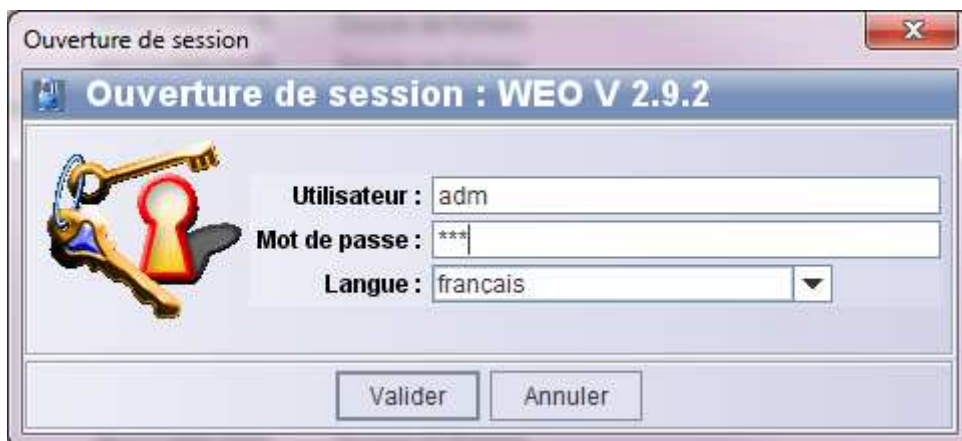 Ouverture de session
Ouverture de session : WEO V 2.9.2
Utilisateur : adm
Mot de passe : ***
Langue : francais
Valider Annuler